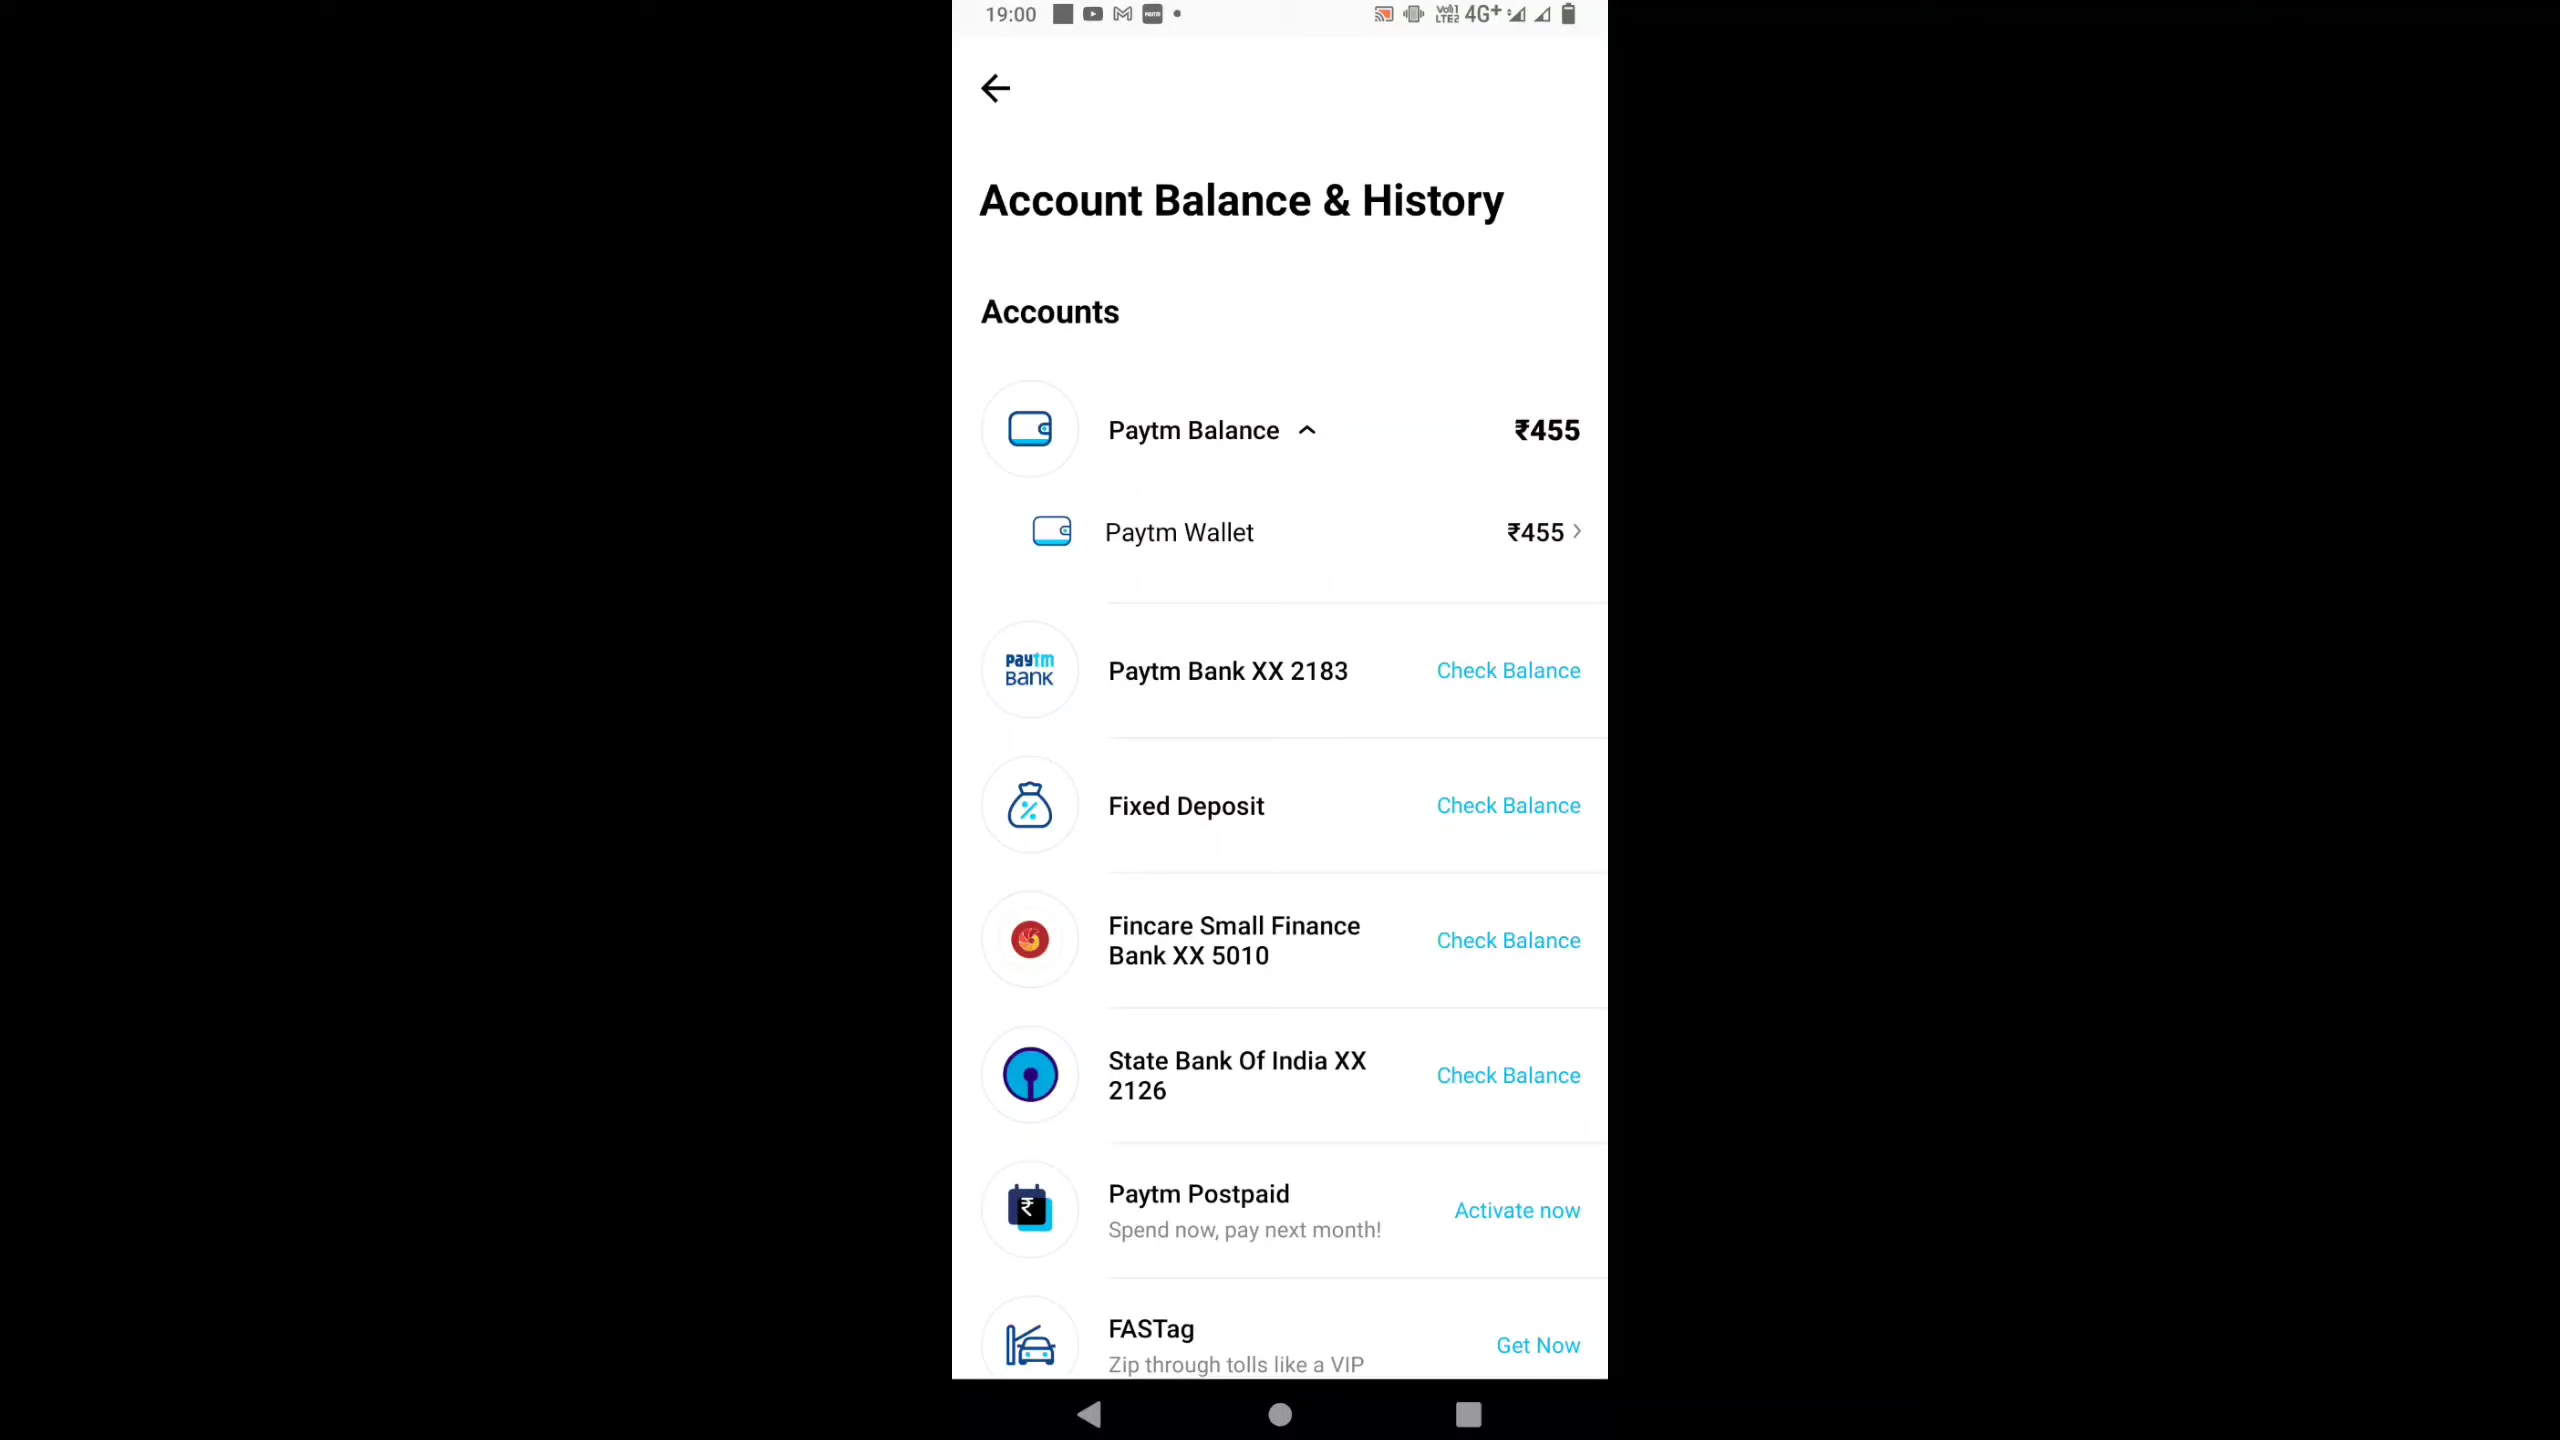 19:00
4G+
Account Balance & History
Accounts
Paytm Balance ₹455
Paytm Wallet ₹455
paytm
BANK
Paytm Bank XX 2183 Check Balance
Fixed Deposit Check Balance
Fincare Small Finance
Bank XX 5010 Check Balance
State Bank Of India XX
2126 Check Balance
Paytm Postpaid
Spend now, pay next month! Activate now
FASTag
Zip through tolls like a VIP Get Now